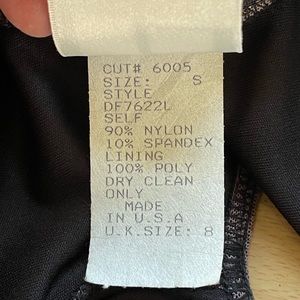 CUT# 6005
SIZE: S
STYLE
DF7622L
SELF
90% NYLON
10% SPANDEX
LINING
100% POLY
DRY CLEAN
ONLY
MADE
IN U.S.A
U.K.SIZE: 8